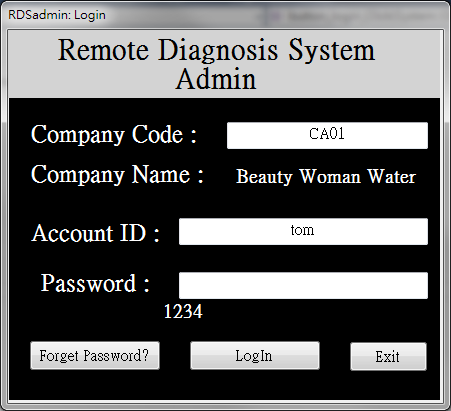 RDSadmin: Login
Remote Diagnosis System
Admin
Company Code : CA01
Company Name : Beauty Woman Water
Account ID : tom
Password :
1234
Forget Password? LogIn Exit